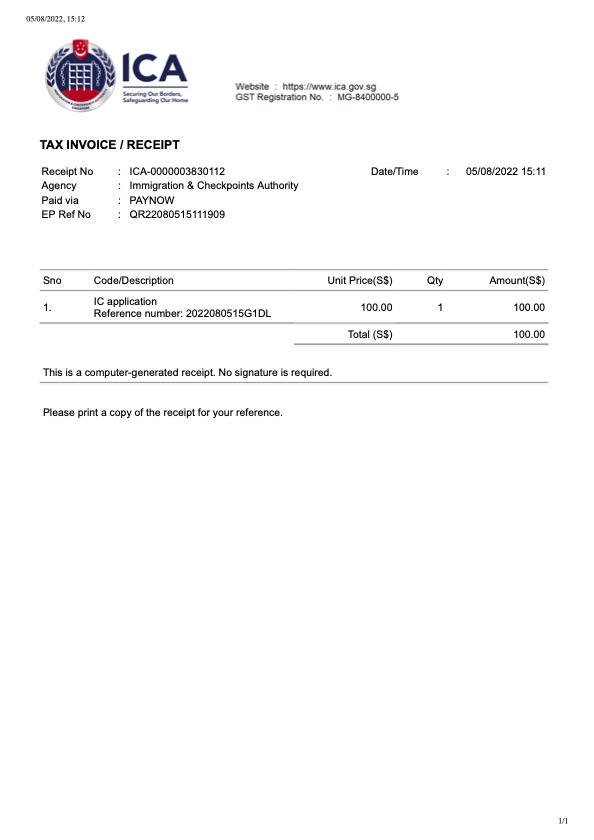 05/08/2022, 15:12
ICA
Securing Our Borders,
Safeguarding Our Home
Website : https://www.ica.gov.sg
GST Registration No. : MG-8400000-5
TAX INVOICE / RECEIPT
Receipt No : ICA-0000003830112 Date/Time : 05/08/2022 15:11
Agency : Immigration & Checkpoints Authority
Paid via : PAYNOW
EP Ref No : QR22080515111909
Sno Code/Description Unit Price(S$) Qty Amount(S$)
1. IC application 100.00 1 100.00
Reference number: 2022080515G1DL
Total (S$) 100.00
This is a computer-generated receipt. No signature is required.
Please print a copy of the receipt for your reference.
1/1